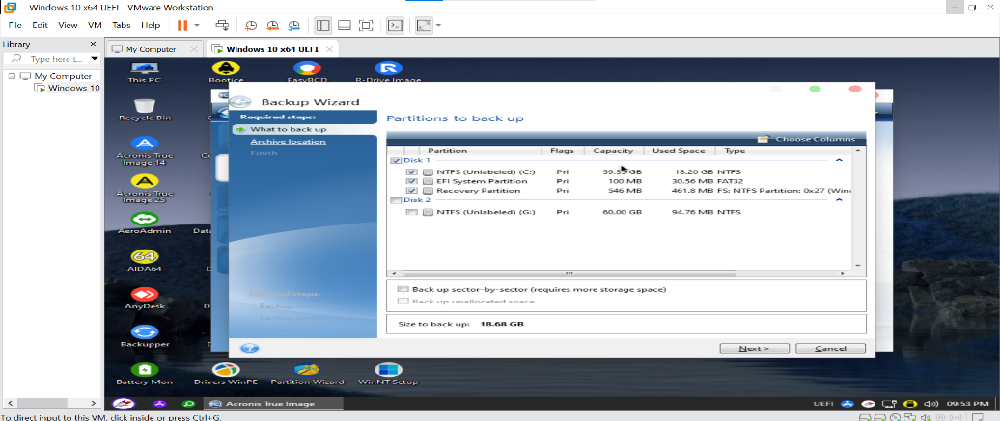 Windows 10 x64 UEFI - VMware Workstation
File Edit View VM Tabs Help
Library
Type here t...
My Computer
Windows 10
My Computer
Windows 10 x64 UEFI
This PC
Bootice
EasyBCD
R-Drive Image
Recycle Bin
Acronis True
Image 14
Acronis True
AeroAdmin
Data
AIDA64
AnyDesk
Backupper
Battery Mon
Drivers WinPE
Partition Wizard
WinNT Setup
Backup Wizard
Required steps:
What to back up
Archive location
Finish
Partitions to back up
Choose Columns
Partition Flags Capacity Used Space Type
Disk 1
NTFS (Unlabeled) (C:) Pri 59.35 GB 18.20 GB NTFS
EFI System Partition Pri 100 MB 30.56 MB FAT32
Recovery Partition Pri 546 MB 461.8 MB FS: NTFS Partition: 0x27 (Win
Disk 2
NTFS (Unlabeled) (G:) Pri 60.00 GB 94.76 MB NTFS
Back up sector-by-sector (requires more storage space)
Back up unallocated space
Size to back up: 18.68 GB
Next >
Cancel
Acronis True Image
UEFI
09:53 PM
To direct input to this VM, click inside or press Ctrl+G.